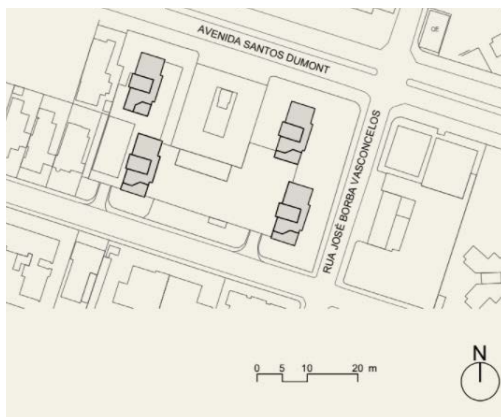 AVENIDA SANTOS DUMONT
RUA JOSÉ BORBA VASCONCELOS
0 5 10 20 m
N